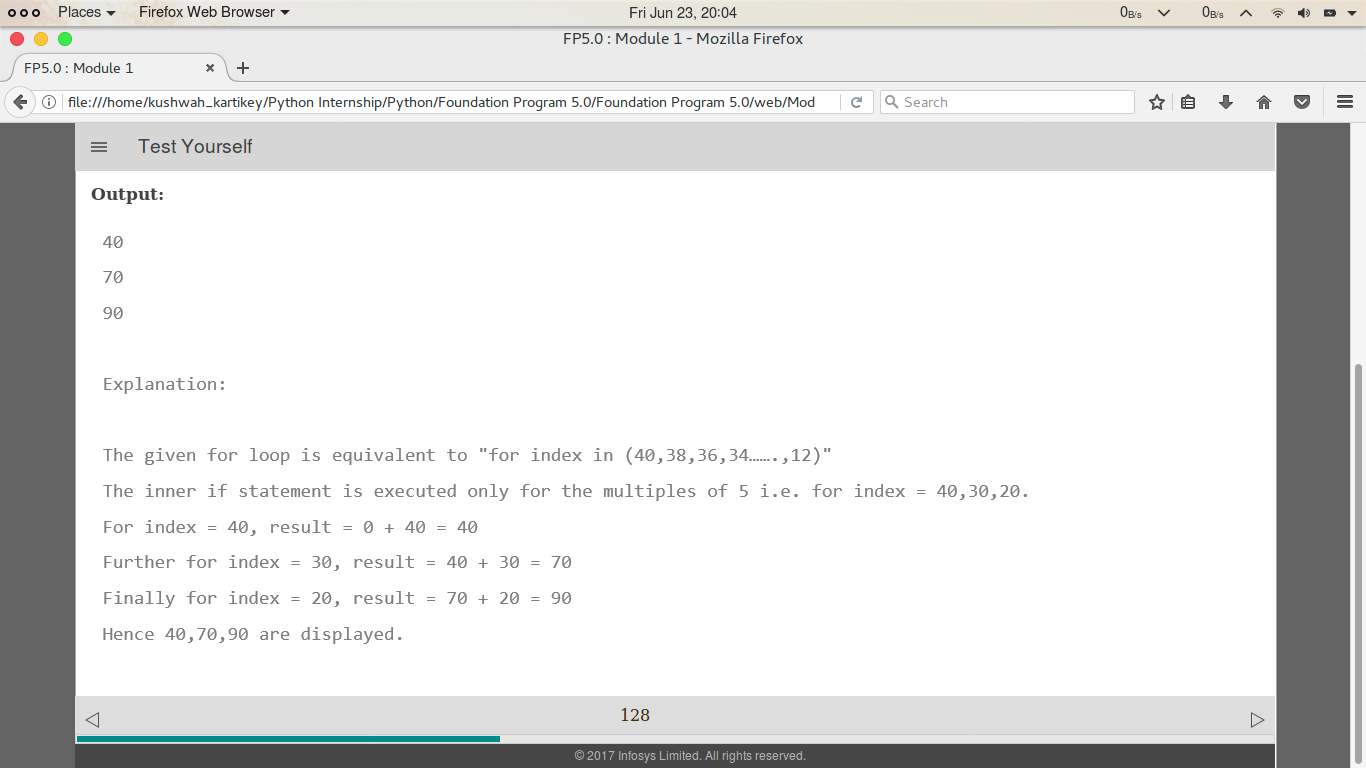 Places Firefox Web Browser Fri Jun 23, 20:04 0B/s 0B/s
FP5.0 : Module 1 - Mozilla Firefox
FP5.0 : Module 1
file:///home/kushwah_kartikey/Python Internship/Python/Foundation Program 5.0/Foundation Program 5.0/web/Mod Search
Test Yourself
Output:
40
70
90
Explanation:
The given for loop is equivalent to "for index in (40,38,36,34…….,12)"
The inner if statement is executed only for the multiples of 5 i.e. for index = 40,30,20.
For index = 40, result = 0 + 40 = 40
Further for index = 30, result = 40 + 30 = 70
Finally for index = 20, result = 70 + 20 = 90
Hence 40,70,90 are displayed.
128
© 2017 Infosys Limited. All rights reserved.